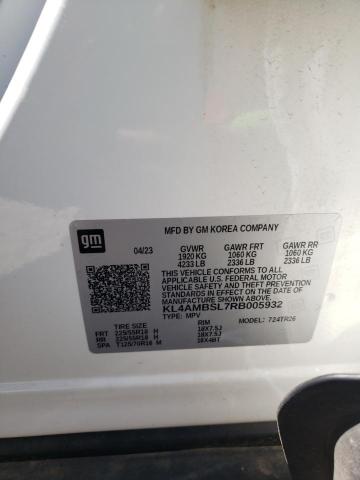 gm
MFD BY GM KOREA COMPANY
04/23 GVWR GAWR FRT GAWR RR
1920 KG 1060 KG 1060 KG
4233 LB 2336 LB 2336 LB
THIS VEHICLE CONFORMS TO ALL
APPLICABLE U.S. FEDERAL MOTOR
VEHICLE SAFETY AND THEFT PREVENTION
STANDARDS IN EFFECT ON THE DATE OF
MANUFACTURE SHOWN ABOVE.
KL4AMBSL7RB005932
TYPE: MPV 724TR26
TIRE SIZE RIM
FRT 225/55R18 H 18X7.5J
RR 225/55R18 H 18X7.5J
SPA T125/70R16 M 16X4BT